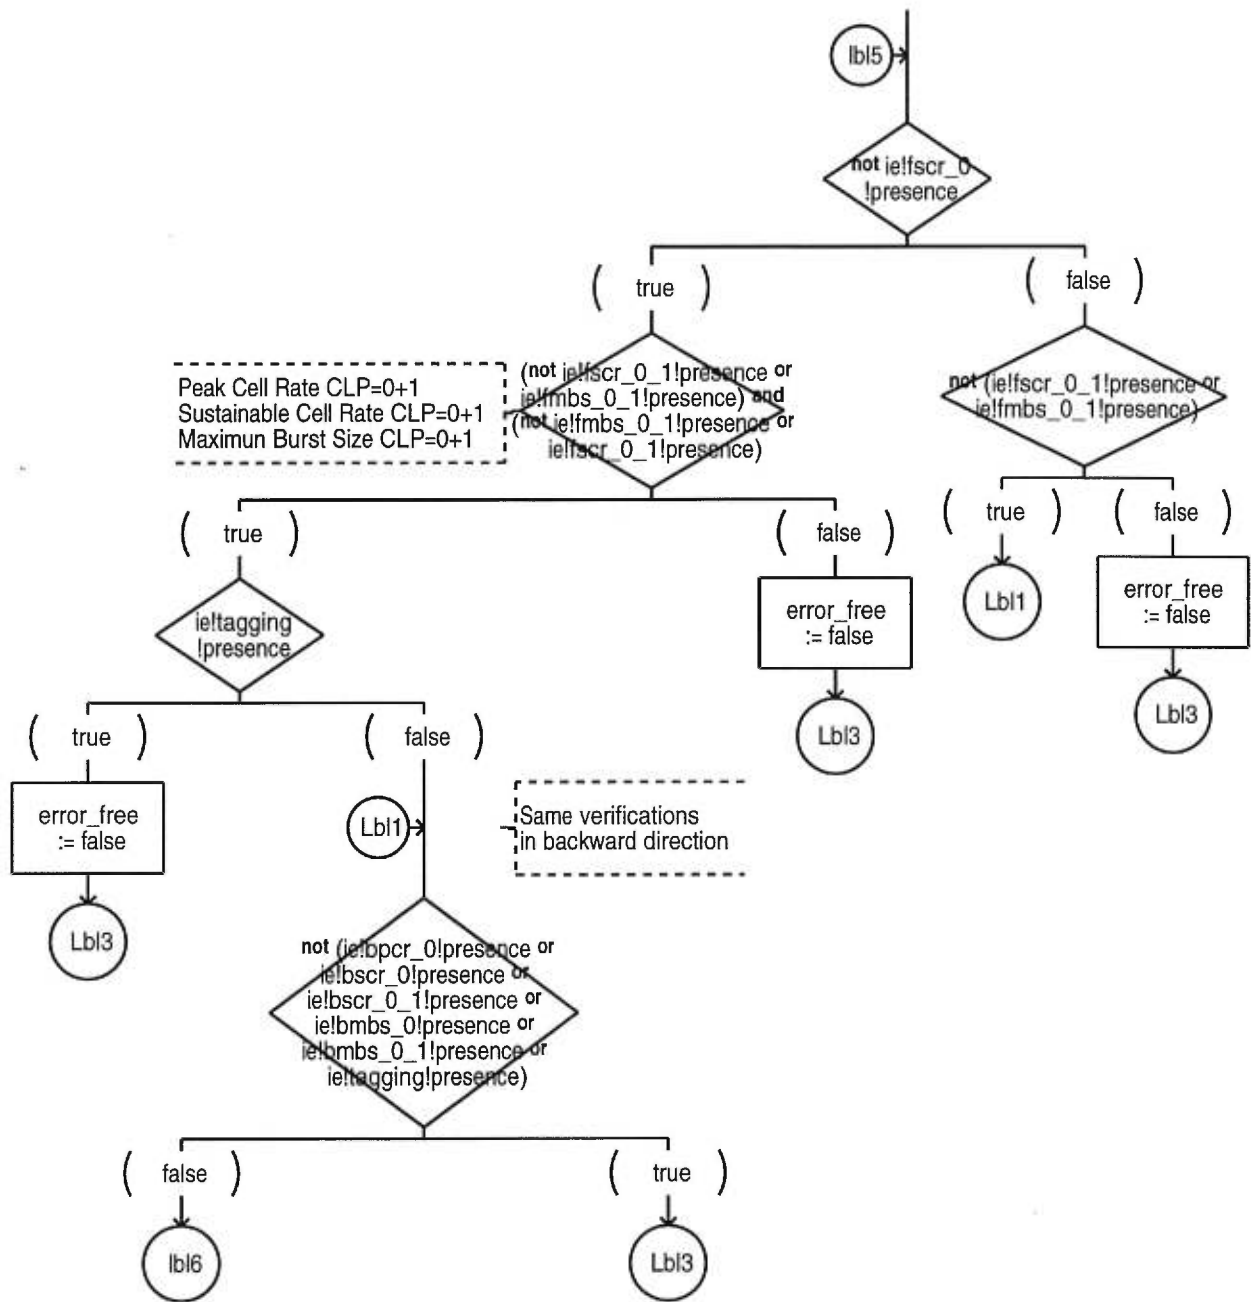 lbl5
not ie!fscr_0
!presence
( true )
( false )
Peak Cell Rate CLP=0+1
Sustainable Cell Rate CLP=0+1
Maximun Burst Size CLP=0+1
(not ie!fscr_0_1!presence or
ie!fmbs_0_1!presence) and
(not ie!fmbs_0_1!presence or
ie!fscr_0_1!presence)
not (ie!fscr_0_1!presence or
ie!fmbs_0_1!presence)
( true )
( false )
( true )
( false )
ie!tagging
!presence
error_free
:= false
Lbl1
error_free
:= false
Lbl3
Lbl3
( true )
( false )
error_free
:= false
Lbl1
Same verifications
in backward direction
Lbl3
not (ie!bpcr_0!presence or
ie!bscr_0!presence or
ie!bscr_0_1!presence or
ie!bmbs_0!presence or
ie!bmbs_0_1!presence or
ie!tagging!presence)
( false )
( true )
lbl6
Lbl3